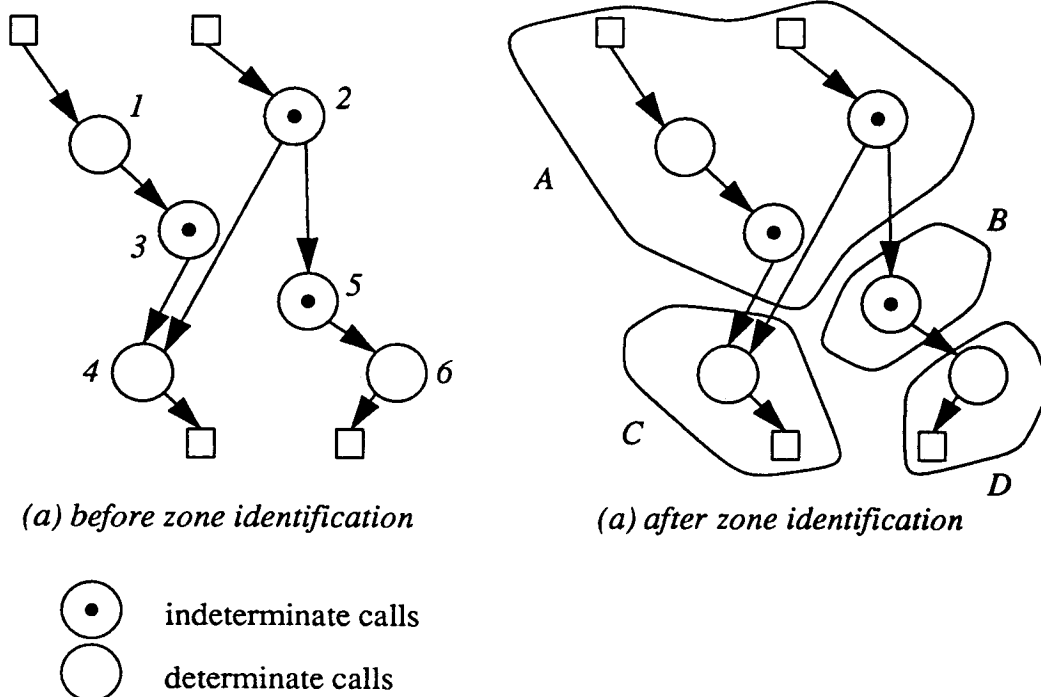 1
2
3
5
4
6
A
B
C
D
(a) before zone identification
(a) after zone identification
indeterminate calls
determinate calls